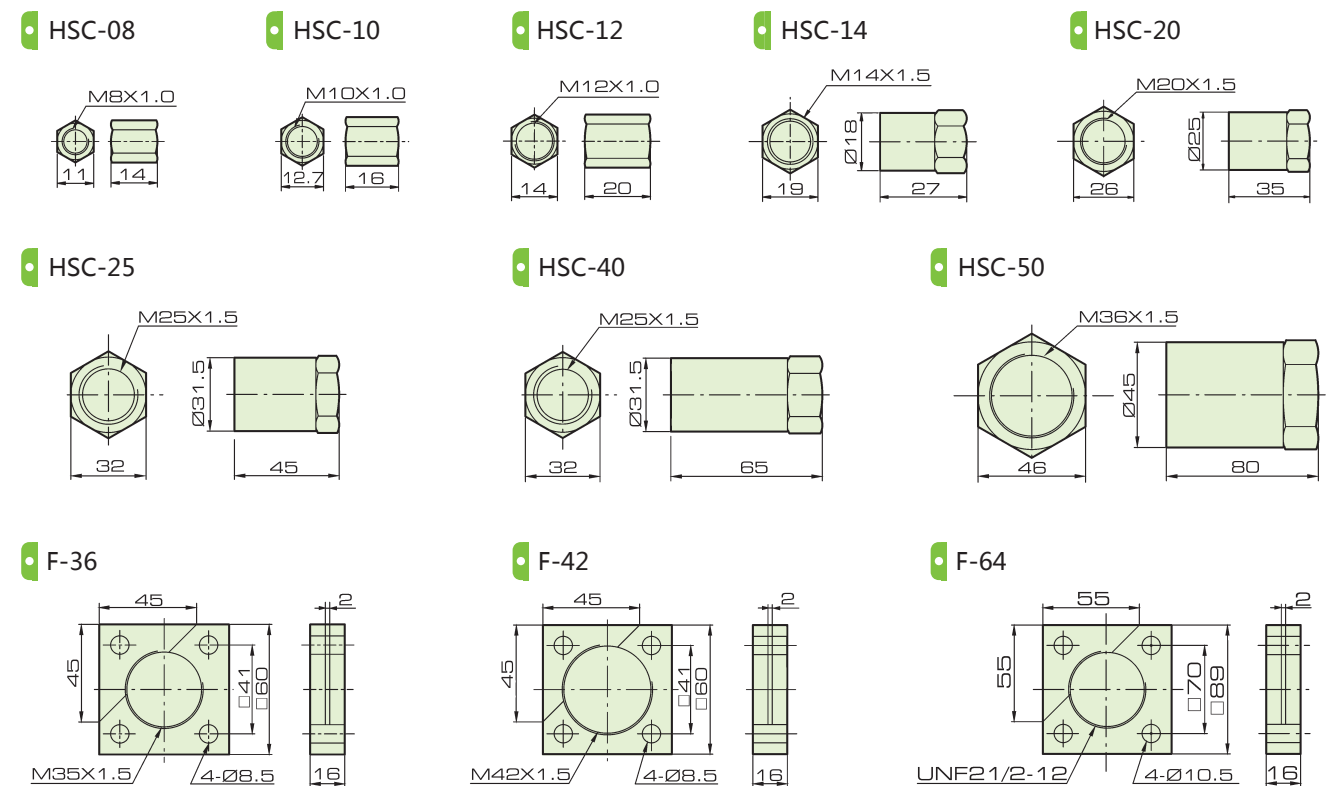 HSC-08
HSC-10
HSC-12
HSC-14
HSC-20
M8X1.0
11
14
M10X1.0
12.7
16
M12X1.0
14
20
M14X1.5
19
Ø18
27
M20X1.5
26
Ø25
35
HSC-25
HSC-40
HSC-50
M25X1.5
32
Ø31.5
45
M25X1.5
32
Ø31.5
65
M36X1.5
46
Ø45
80
F-36
F-42
F-64
45
45
□41
□60
M35X1.5
4-Ø8.5
2
16
45
45
□41
□60
M42X1.5
4-Ø8.5
2
16
55
55
□70
□89
UNF21/2-12
4-Ø10.5
2
16